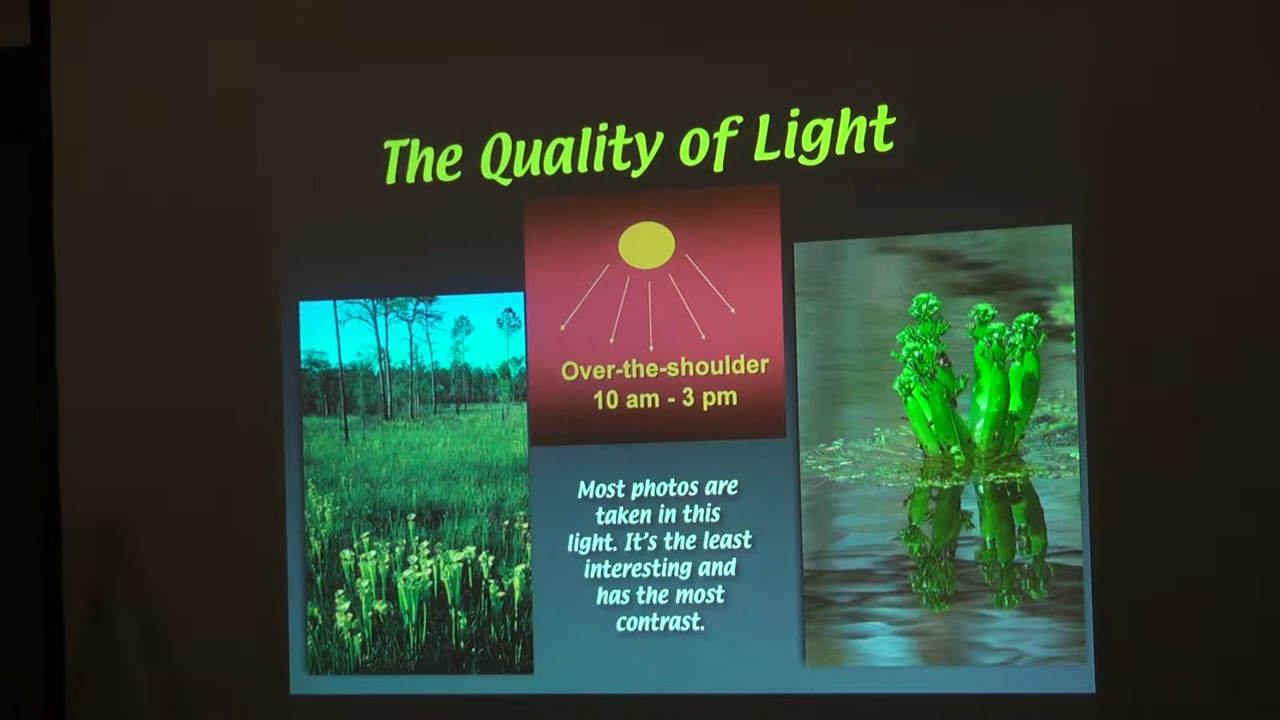 The Quality of Light
Over-the-shoulder
10 am - 3 pm
Most photos are
taken in this
light. It's the least
interesting and
has the most
contrast.